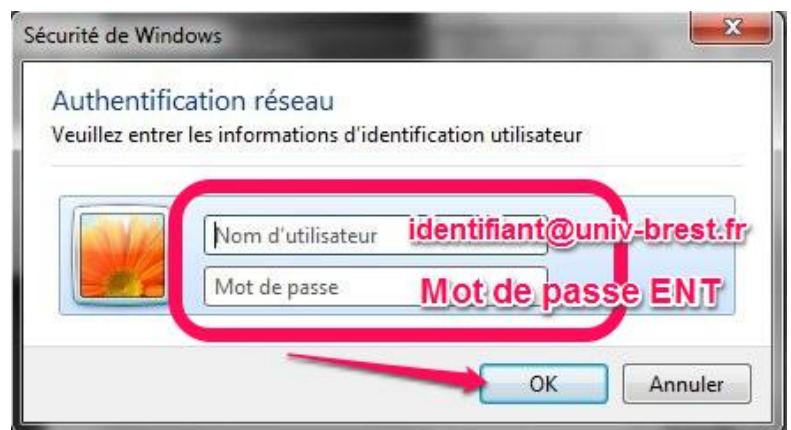 Sécurité de Windows
Authentification réseau
Veuillez entrer les informations d'identification utilisateur
Nom d'utilisateur identifiant@univ-brest.fr
Mot de passe Mot de passe ENT
OK Annuler